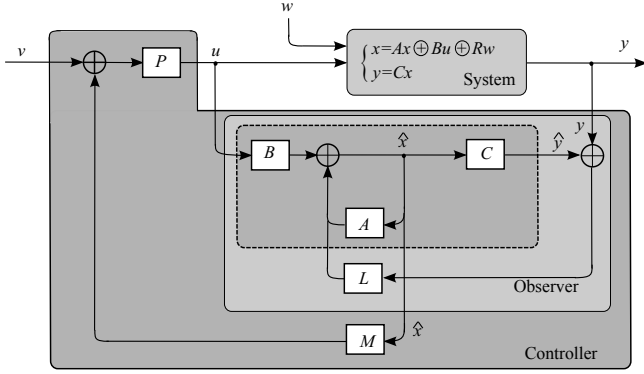 w
v
P
u
x=Ax⊕Bu⊕Rw
y=Cx
System
y
y
B
x̂
C
ŷ
A
L
Observer
M
x̂
Controller